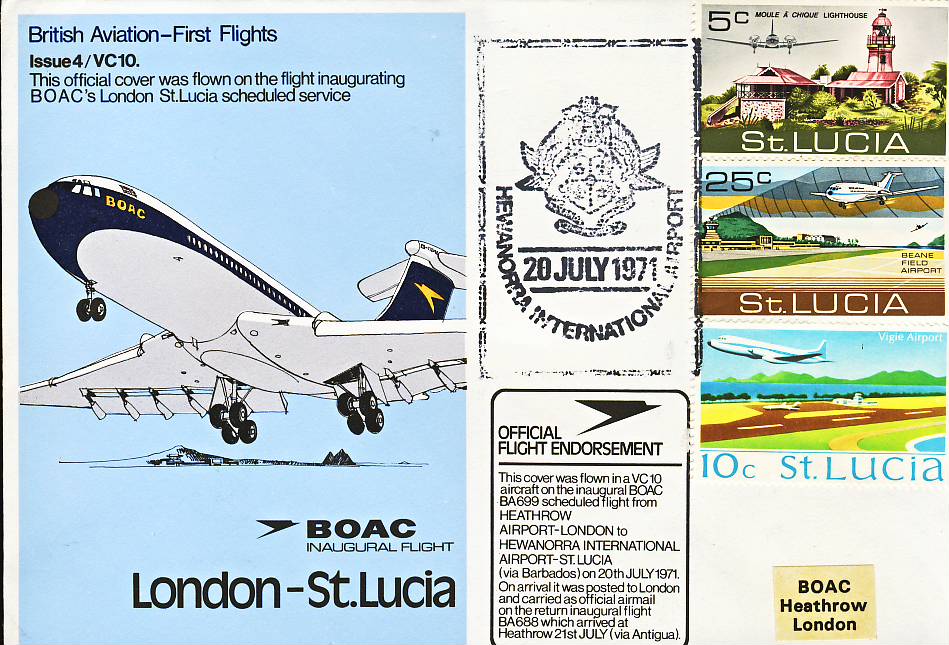 British Aviation-First Flights
Issue 4/VC10.
This official cover was flown on the flight inaugurating
BOAC's London St.Lucia scheduled service
BOAC
BOAC
INAUGURAL FLIGHT
London-St.Lucia
20 JULY 1971
HEWANORRA INTERNATIONAL AIRPORT
OFFICIAL
FLIGHT ENDORSEMENT
This cover was flown in a VC10
aircraft on the inaugural BOAC
BA699 scheduled flight from
HEATHROW
AIRPORT-LONDON to
HEWANORRA INTERNATIONAL
AIRPORT-ST.LUCIA
(via Barbados) on 20th JULY 1971.
On arrival it was posted to London
and carried as official airmail
on the return inaugural flight
BA688 which arrived at
Heathrow 21st JULY (via Antigua).
5c MOULE À CHIQUE LIGHTHOUSE
St.LUCIA
25c
BEANE
FIELD
AIRPORT
St.LUCIA
Vigie Airport
10c St.Lucia
BOAC
Heathrow
London